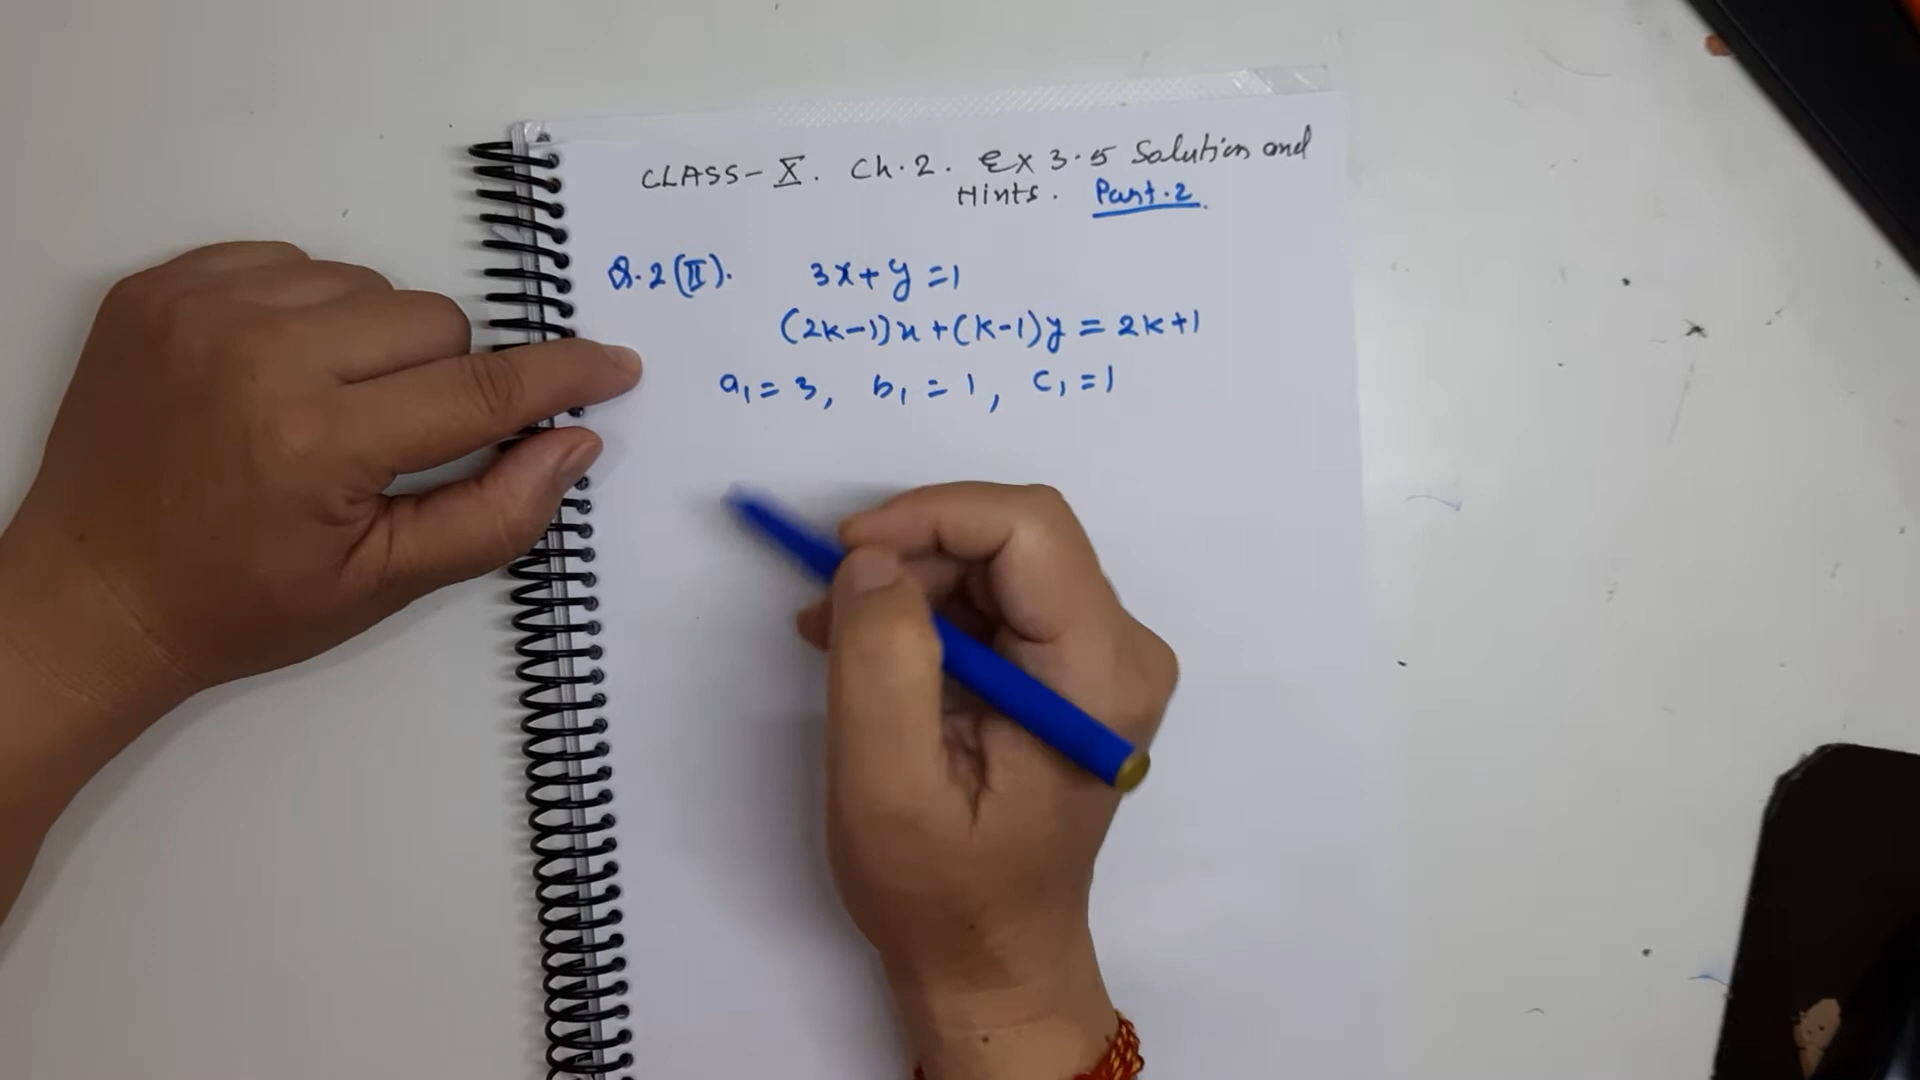 CLASS-X. Ch.2. Ex 3.5 Solution and
Hints. Part.2.
Q.2(II). 3x+y=1
(2k-1)x+(k-1)y=2k+1
a₁=3, b₁=1, c₁=1